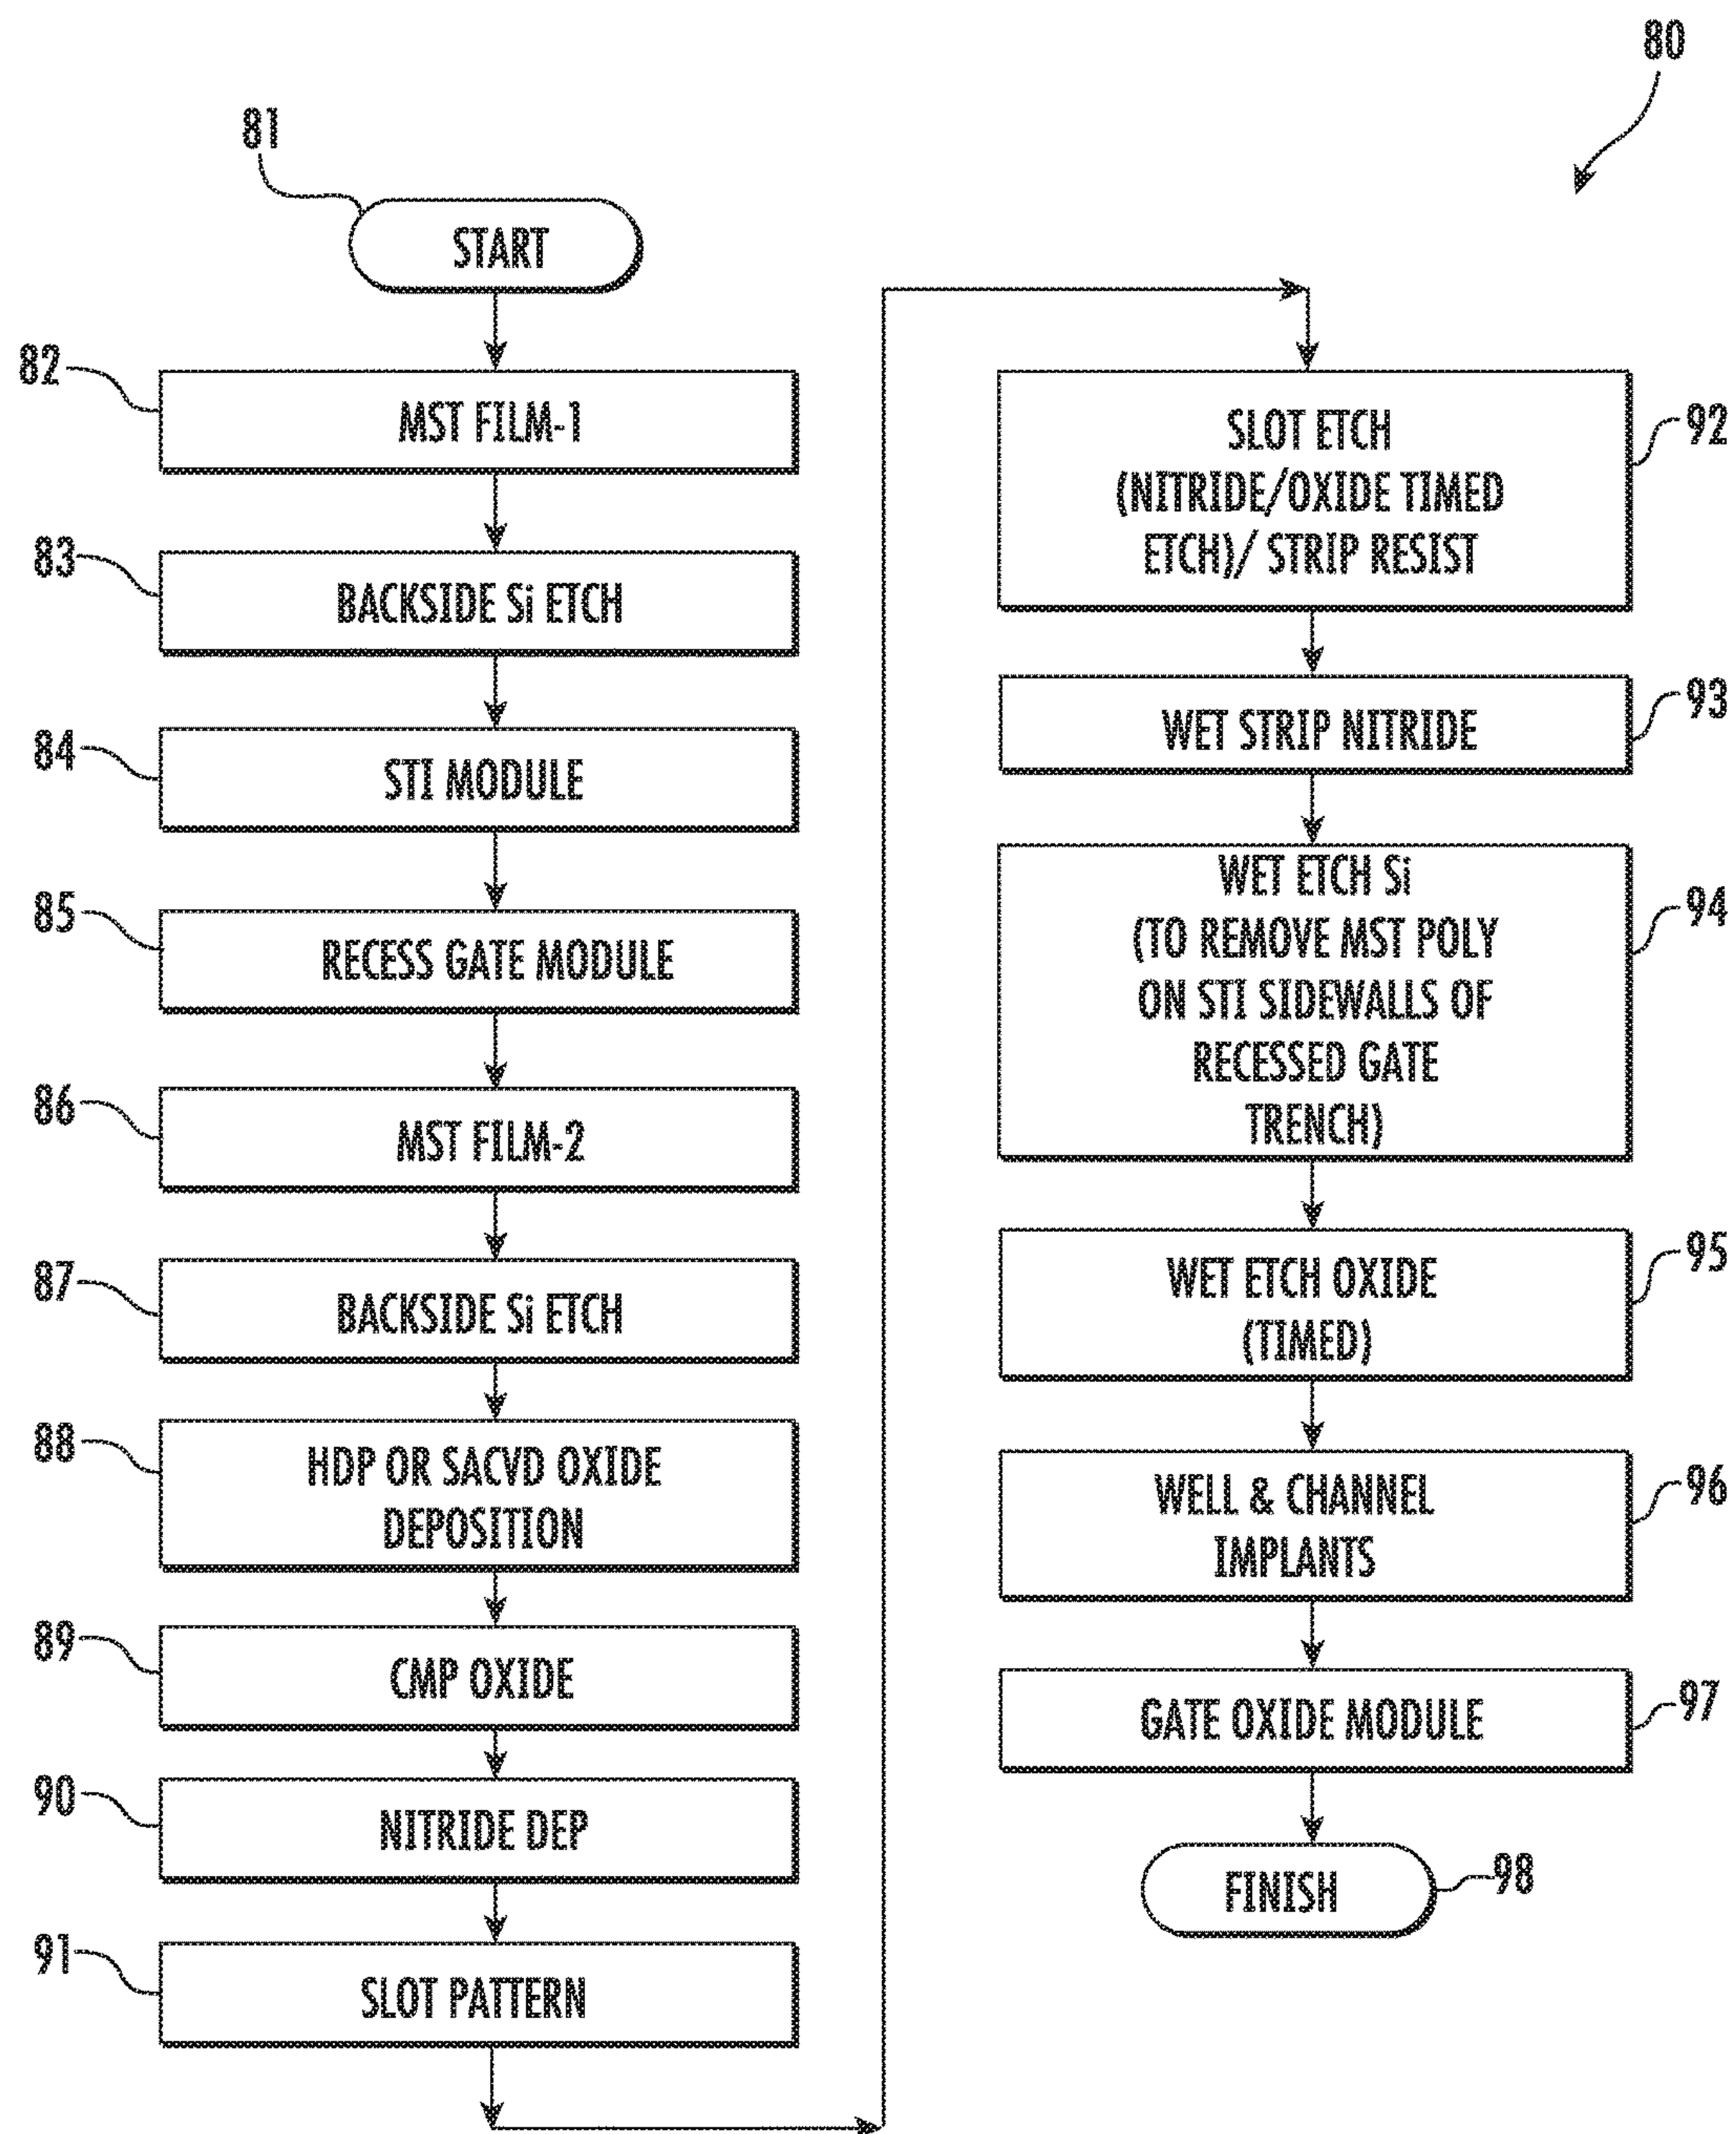 80
81
START
82
MST FILM-1
83
BACKSIDE Si ETCH
84
STI MODULE
85
RECESS GATE MODULE
86
MST FILM-2
87
BACKSIDE Si ETCH
88
HDP OR SACVD OXIDE
DEPOSITION
89
CMP OXIDE
90
NITRIDE DEP
91
SLOT PATTERN
92
SLOT ETCH
(NITRIDE/OXIDE TIMED
ETCH)/ STRIP RESIST
93
WET STRIP NITRIDE
94
WET ETCH Si
(TO REMOVE MST POLY
ON STI SIDEWALLS OF
RECESSED GATE
TRENCH)
95
WET ETCH OXIDE
(TIMED)
96
WELL & CHANNEL
IMPLANTS
97
GATE OXIDE MODULE
98
FINISH